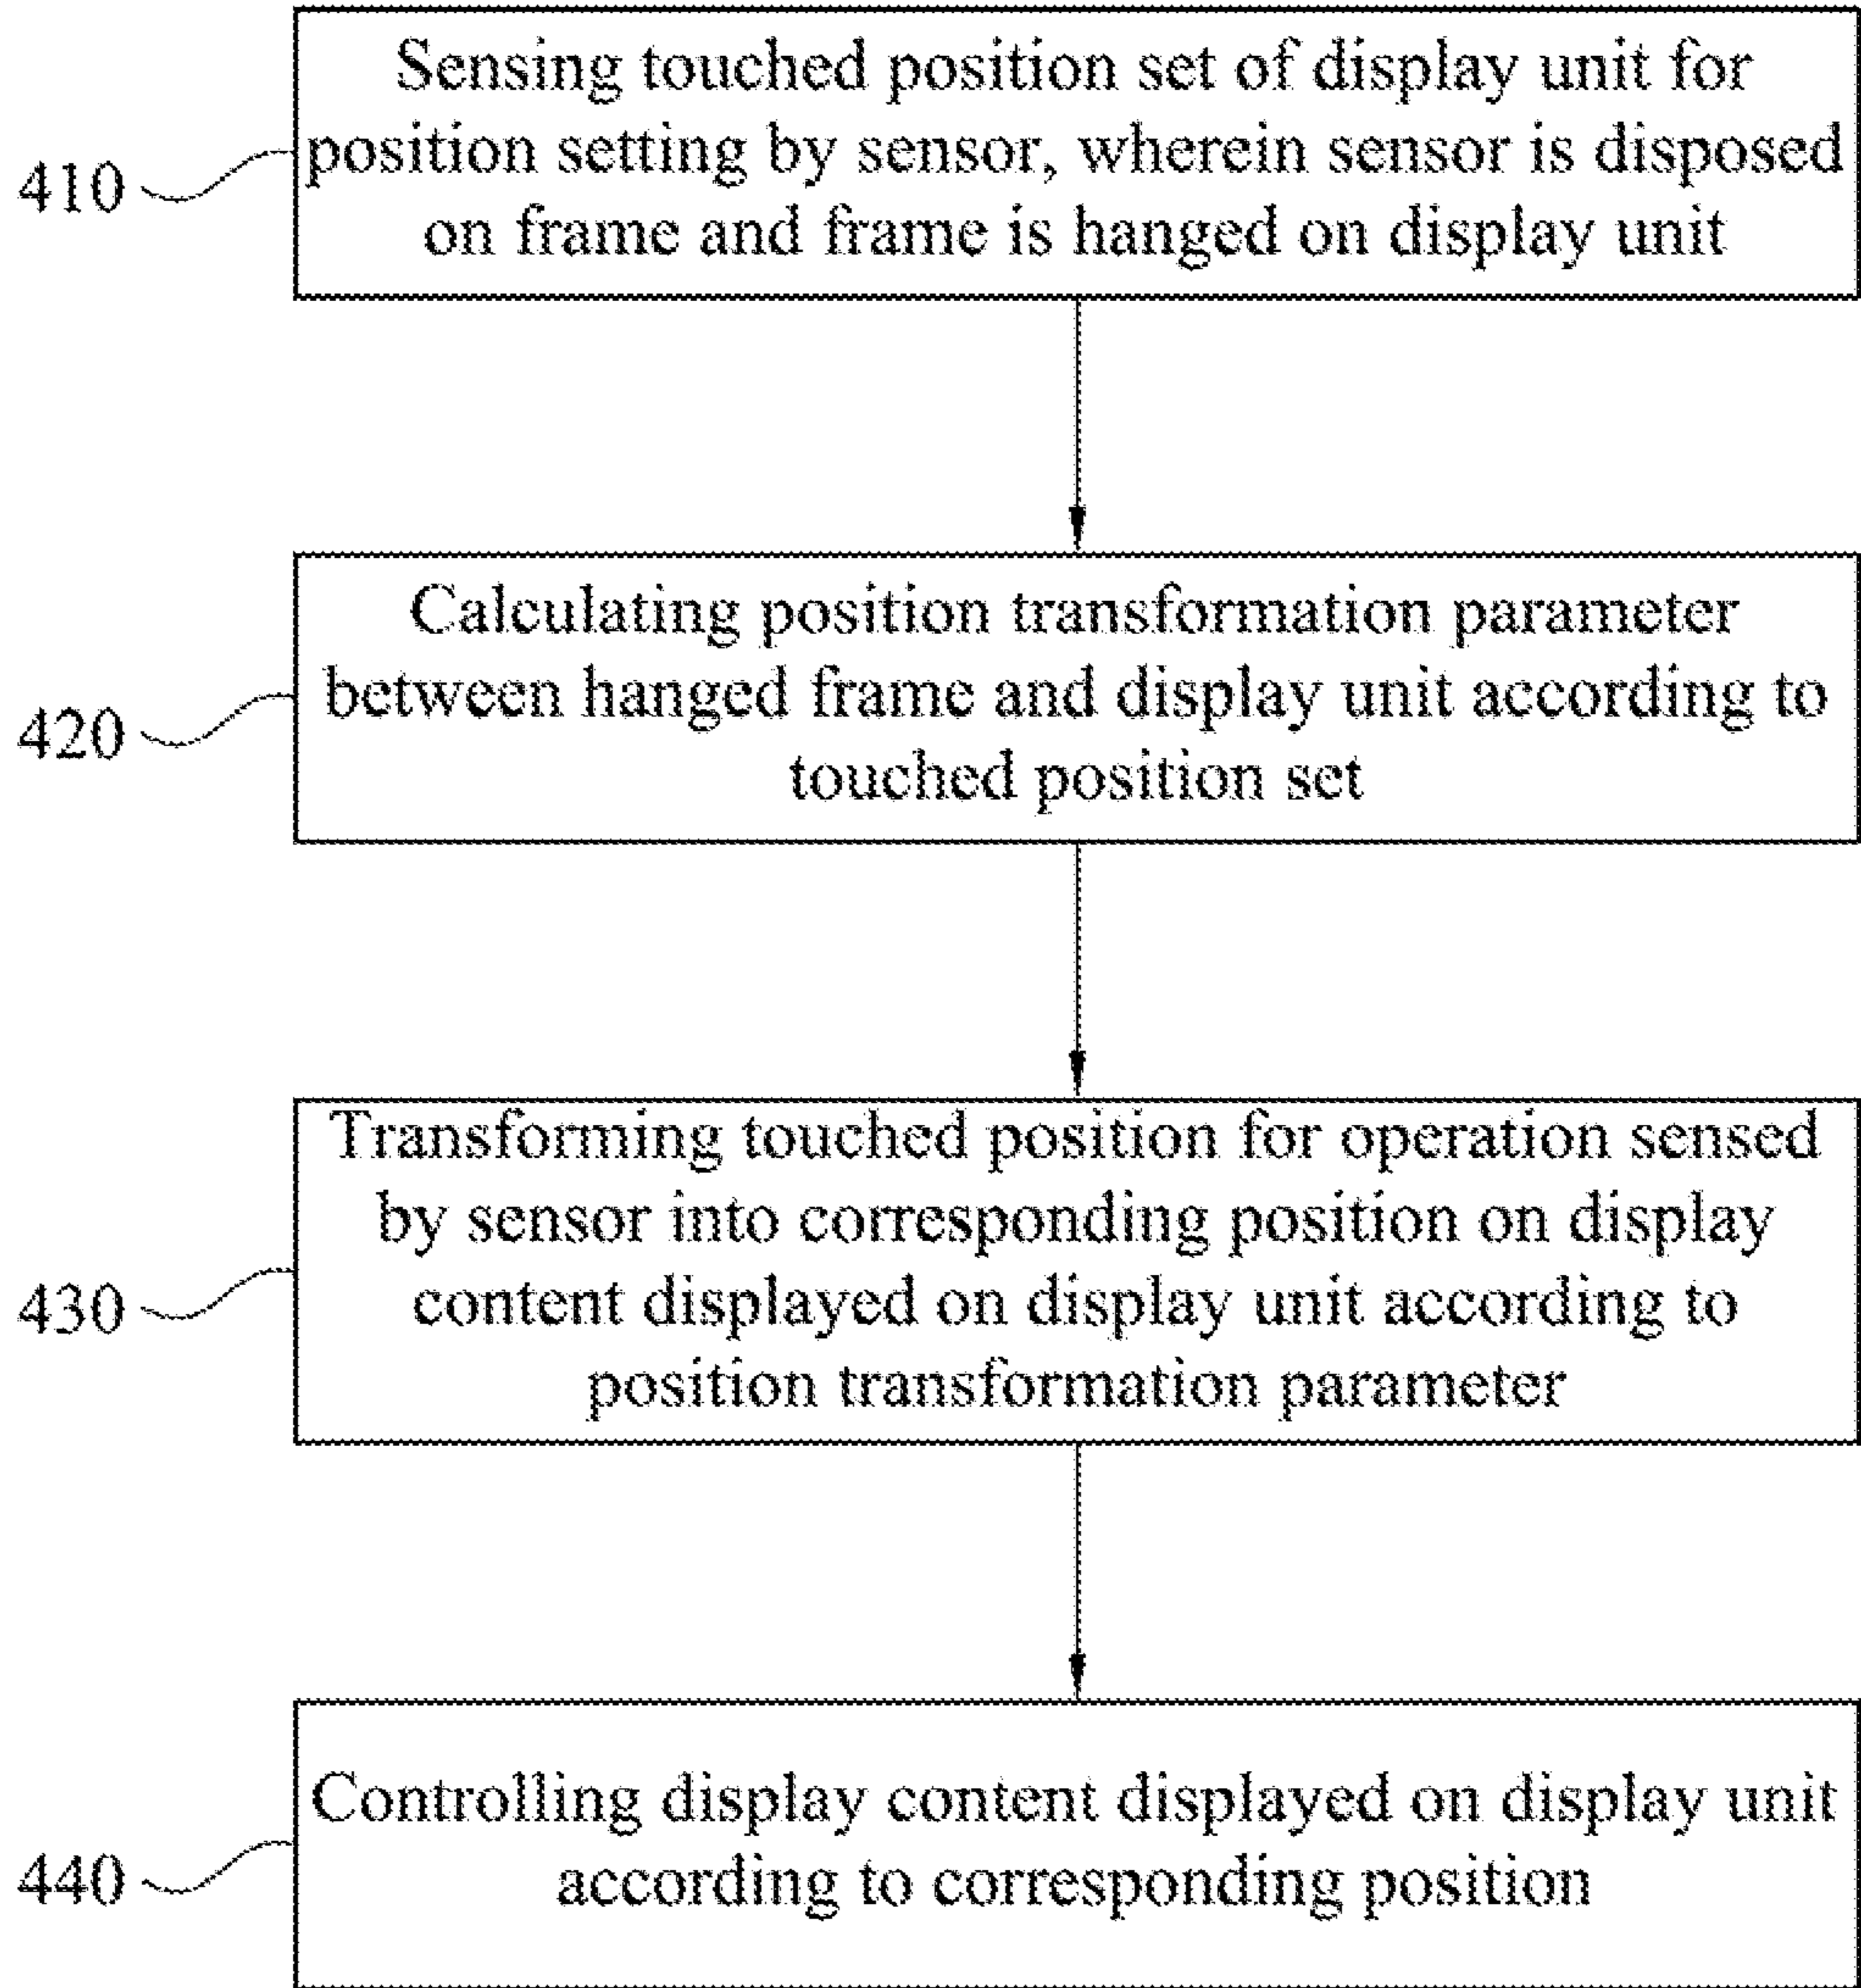 Sensing touched position set of display unit for
position setting by sensor, wherein sensor is disposed
on frame and frame is hanged on display unit
410
Calculating position transformation parameter
between hanged frame and display unit according to
touched position set
420
Transforming touched position for operation sensed
by sensor into corresponding position on display
content displayed on display unit according to
position transformation parameter
430
Controlling display content displayed on display unit
according to corresponding position
440